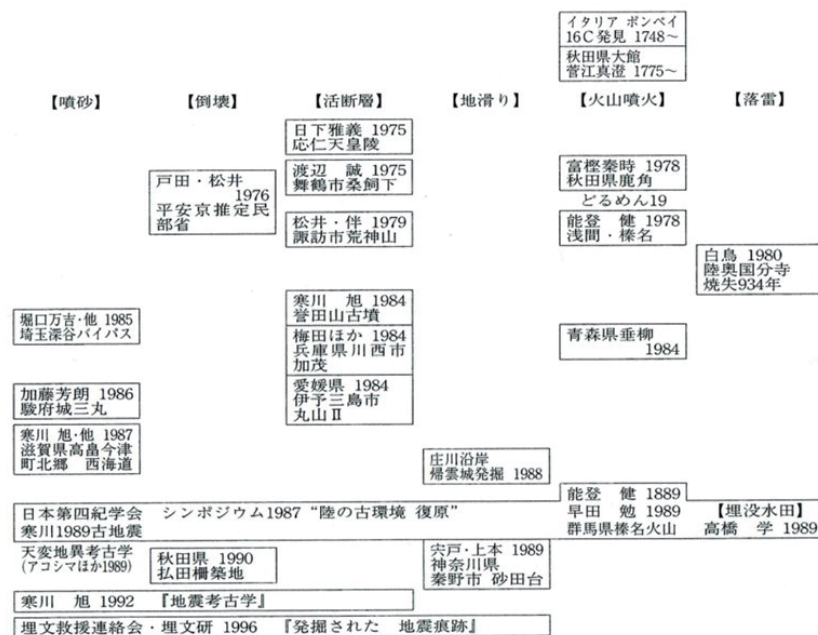 イタリア ポンペイ
16C発見 1748～
秋田県大館
菅江真澄 1775～
【噴砂】 【倒壊】 【活断層】 【地滑り】 【火山噴火】 【落雷】
日下雅義 1975
応仁天皇陵
渡辺 誠 1975
舞鶴市桑飼下
富樫秦時 1978
秋田県鹿角
戸田・松井
1976
平安京推定民
部省
どるめん19
松井・伴 1979
諏訪市荒神山
能登 健 1978
浅間・榛名
白鳥 1980
陸奥国分寺
焼失934年
寒川 旭 1984
誉田山古墳
堀口万吉・他 1985
埼玉深谷バイパス
梅田ほか 1984
兵庫県川西市
加茂
青森県垂柳
1984
愛媛県 1984
伊予三島市
丸山Ⅱ
加藤芳朗 1986
駿府城三丸
寒川 旭・他 1987
滋賀県高畠今津
町北郷 西海道
庄川沿岸
帰雲城発掘 1988
日本第四紀学会 シンポジウム1987 “陸の古環境 復原”
寒川1989古地震
能登 健 1889
早田 勉 1989
群馬県榛名火山
【埋没水田】
高橋 学 1989
天変地異考古学
(アコシマほか1989)
秋田県 1990
払田柵築地
宍戸・上本 1989
神奈川県
秦野市 砂田台
寒川 旭 1992 『地震考古学』
埋文救援連絡会・埋文研 1996 『発掘された 地震痕跡』